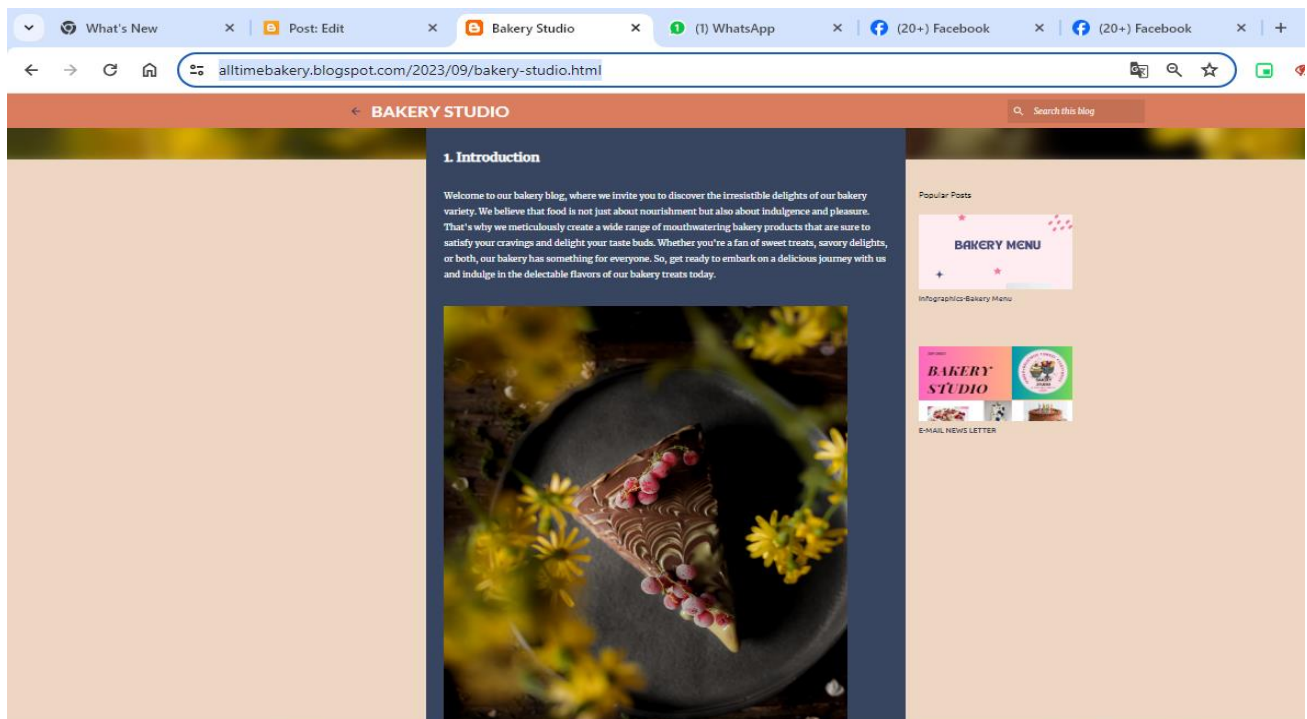 What's New
Post: Edit
Bakery Studio
(1) WhatsApp
(20+) Facebook
(20+) Facebook
alltimebakery.blogspot.com/2023/09/bakery-studio.html
BAKERY STUDIO
Search this blog
1. Introduction
Welcome to our bakery blog, where we invite you to discover the irresistible delights of our bakery
variety. We believe that food is not just about nourishment but also about indulgence and pleasure.
That's why we meticulously create a wide range of mouthwatering bakery products that are sure to
satisfy your cravings and delight your taste buds. Whether you're a fan of sweet treats, savory delights,
or both, our bakery has something for everyone. So, get ready to embark on a delicious journey with us
and indulge in the delectable flavors of our bakery treats today.
Popular Posts
BAKERY MENU
Infographics-Bakery Menu
BAKERY
STUDIO
E-MAIL NEWS LETTER